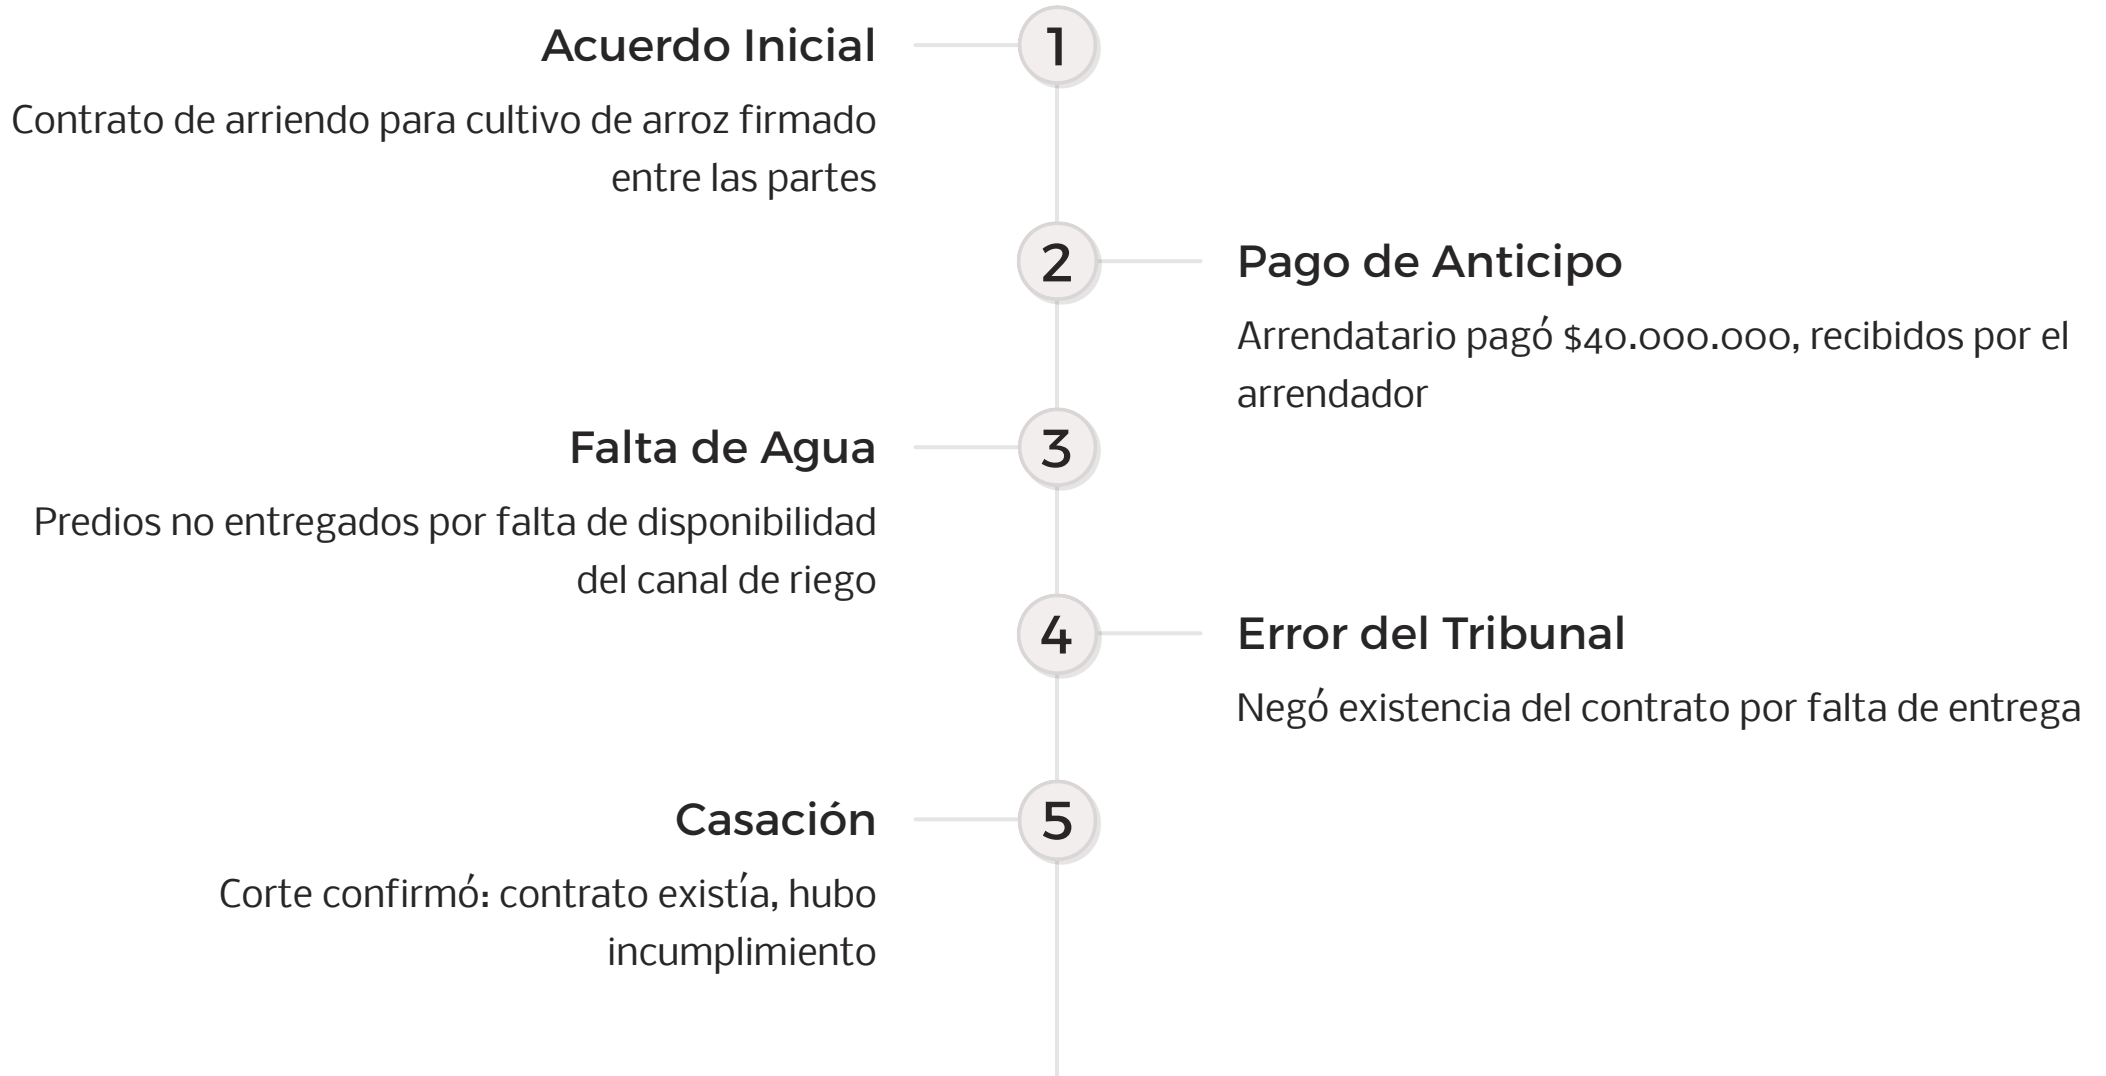 Acuerdo Inicial
1
Contrato de arriendo para cultivo de arroz firmado
entre las partes
2
Pago de Anticipo
Arrendatario pagó $40.000.000, recibidos por el
arrendador
Falta de Agua
3
Predios no entregados por falta de disponibilidad
del canal de riego
4
Error del Tribunal
Negó existencia del contrato por falta de entrega
Casación
5
Corte confirmó: contrato existía, hubo
incumplimiento